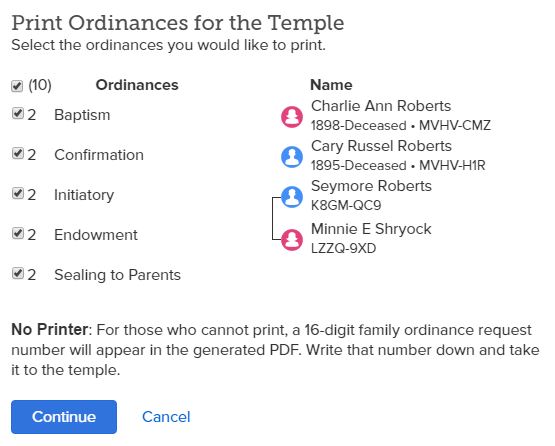 Print Ordinances for the Temple
Select the ordinances you would like to print.
(10) Ordinances Name
2 Baptism
Charlie Ann Roberts
1898-Deceased • MVHV-CMZ
2 Confirmation
Cary Russel Roberts
1895-Deceased • MVHV-H1R
2 Initiatory
Seymore Roberts
K8GM-QC9
2 Endowment
Minnie E Shryock
LZZQ-9XD
2 Sealing to Parents
No Printer: For those who cannot print, a 16-digit family ordinance request
number will appear in the generated PDF. Write that number down and take
it to the temple.
Continue Cancel